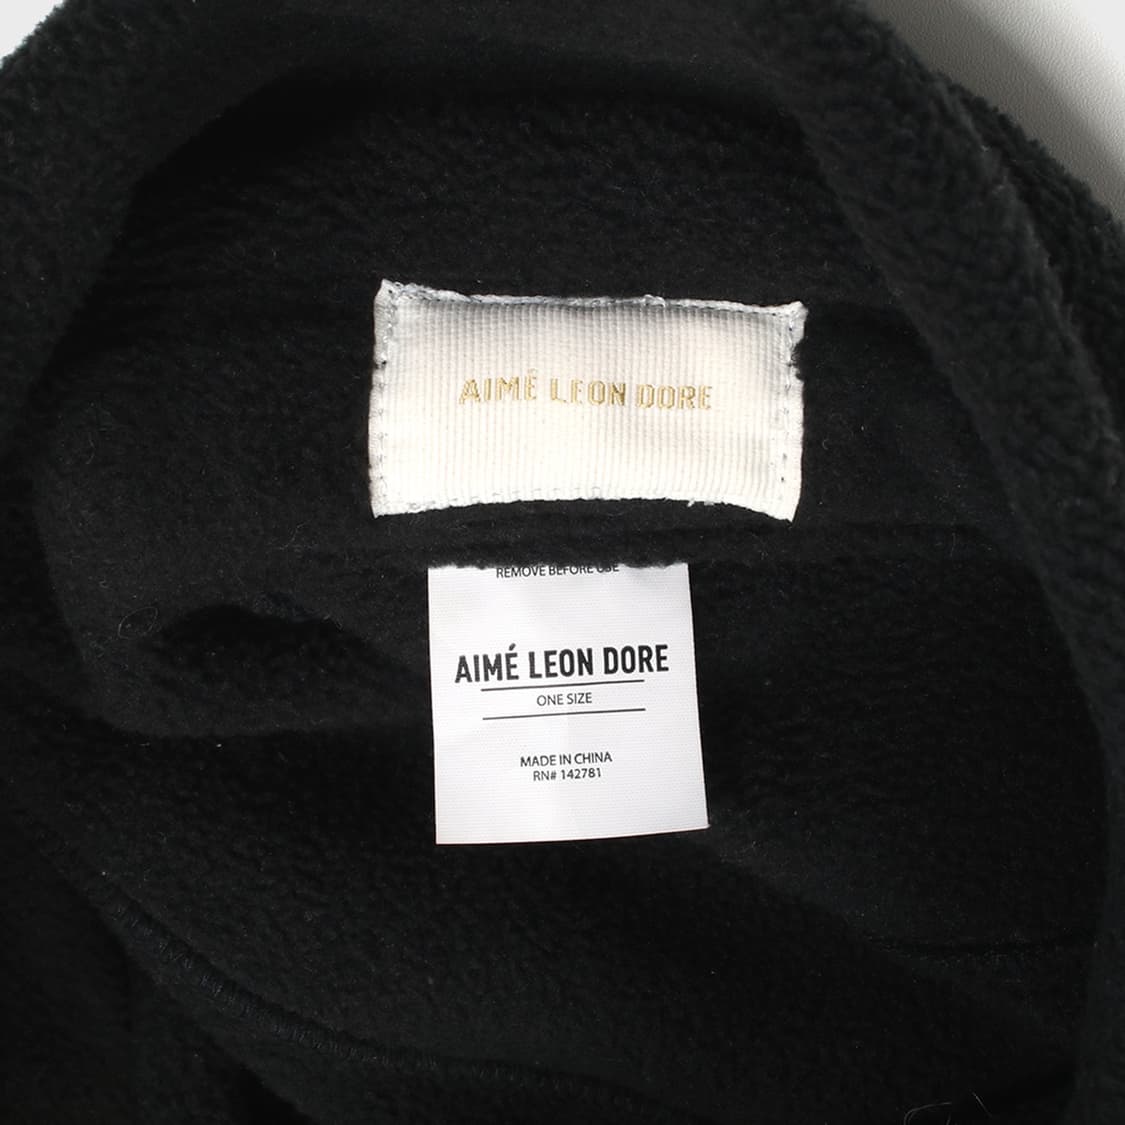 AIMÉ LEON DORE
REMOVE BEFORE USE
AIMÉ LEON DORE
ONE SIZE
MADE IN CHINA
RN# 142781